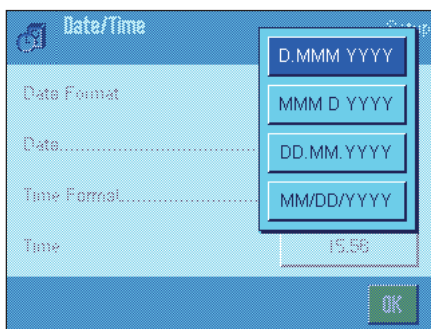 Date/Time
Setup
D.MMM YYYY
MMM D YYYY
DD.MM.YYYY
MM/DD/YYYY
Date Format
Date
Time Format
Time
15.56
OK